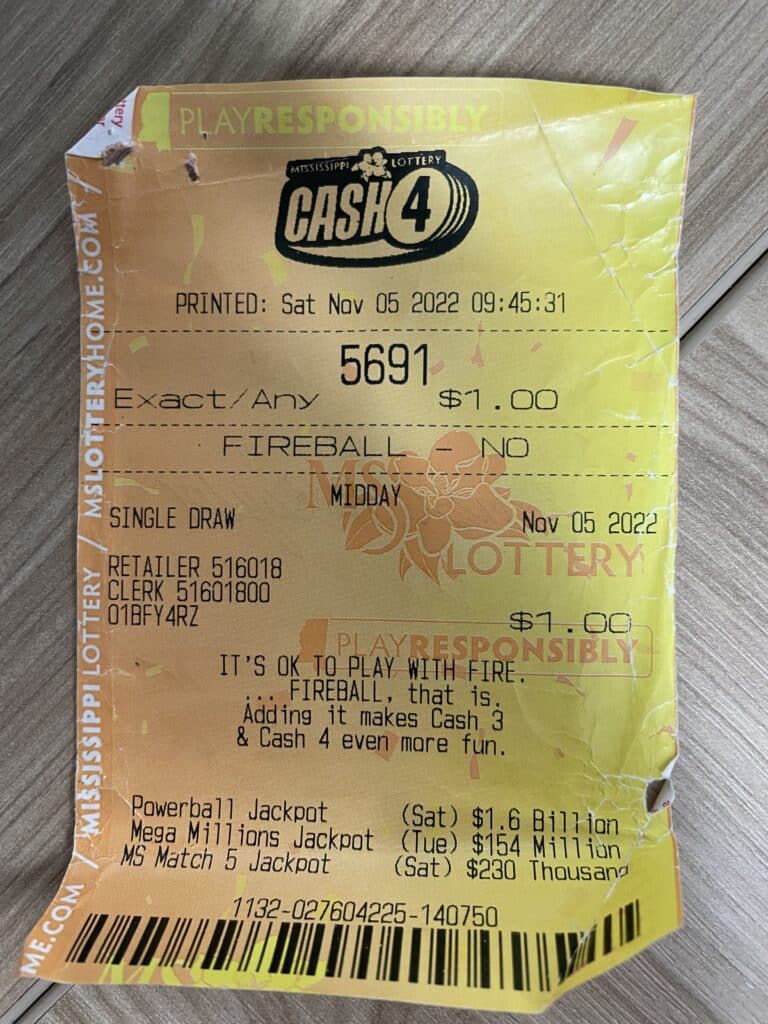 tery
PLAYRESPONSIBLY
MISSISSIPPI LOTTERY
CASH 4
PRINTED: Sat Nov 05 2022 09:45:31
5691
Exact/Any $1.00
FIREBALL - NO
MIDDAY
SINGLE DRAW Nov 05 2022
MS
LOTTERY
RETAILER 516018
CLERK 51601800
01BFY4RZ $1.00
PLAYRESPONSIBLY
IT'S OK TO PLAY WITH FIRE.
... FIREBALL, that is.
Adding it makes Cash 3
& Cash 4 even more fun.
Powerball Jackpot (Sat) $1.6 Billion
Mega Millions Jackpot (Tue) $154 Million
MS Match 5 Jackpot (Sat) $230 Thousand
1132-027604225-140750
ME.COM / MISSISSIPPI LOTTERY / MSLOTTERYHOME.COM /